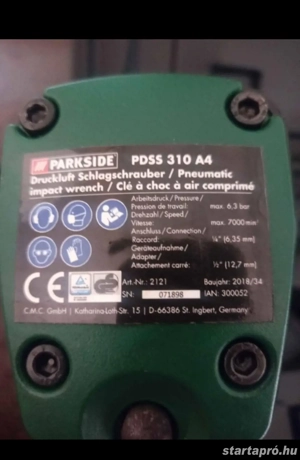 PARKSIDE PDSS 310 A4
Druckluft Schlagschrauber / Pneumatic
impact wrench / Clé à choc à air comprimé
Arbeitsdruck / Pressure /
Pression de travail: max. 6.3 bar
Drehzahl / Speed /
Vitesse: max. 7000 min⁻¹
Anschluss / Connection /
Raccord: ¼" (6,35 mm)
Geräteaufnahme /
Adapter /
Attachement carré: ½" (12,7 mm)
CE
Art.-Nr.: 2121 Baujahr: 2018/34
SN: 071898 IAN: 300052
C.M.C. GmbH / Katharina-Loth-Str. 15 / D-66386 St. Ingbert, Germany
startapró.hu